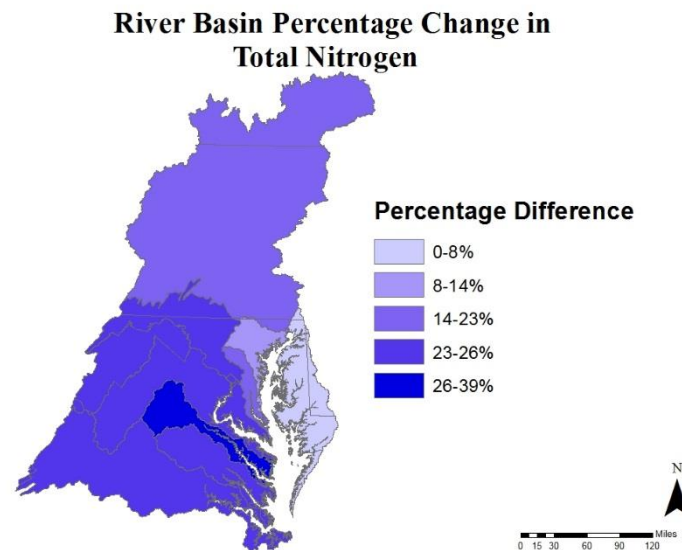 River Basin Percentage Change in
Total Nitrogen
Percentage Difference
0-8%
8-14%
14-23%
23-26%
26-39%
N
Miles
0 15 30 60 90 120